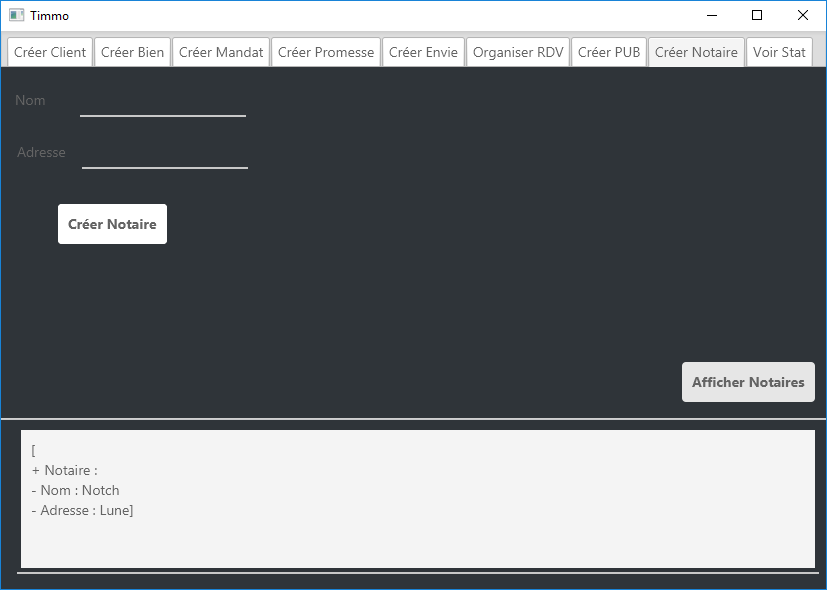 Timmo
Créer Client Créer Bien Créer Mandat Créer Promesse Créer Envie Organiser RDV Créer PUB Créer Notaire Voir Stat
Nom
Adresse
Créer Notaire
Afficher Notaires
[
+ Notaire :
- Nom : Notch
- Adresse : Lune]